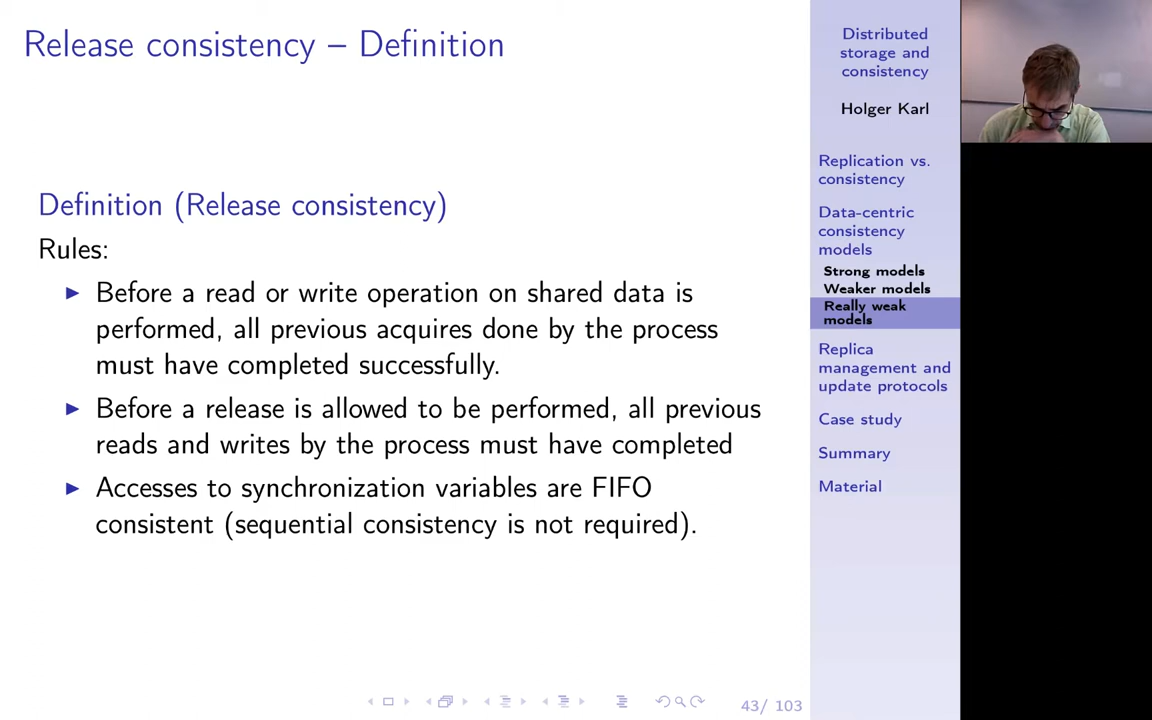 Release consistency – Definition
Definition (Release consistency)
Rules:
Before a read or write operation on shared data is
performed, all previous acquires done by the process
must have completed successfully.
Before a release is allowed to be performed, all previous
reads and writes by the process must have completed
Accesses to synchronization variables are FIFO
consistent (sequential consistency is not required).
43/ 103
Distributed
storage and
consistency
Holger Karl
Replication vs.
consistency
Data-centric
consistency
models
Strong models
Weaker models
Really weak
models
Replica
management and
update protocols
Case study
Summary
Material